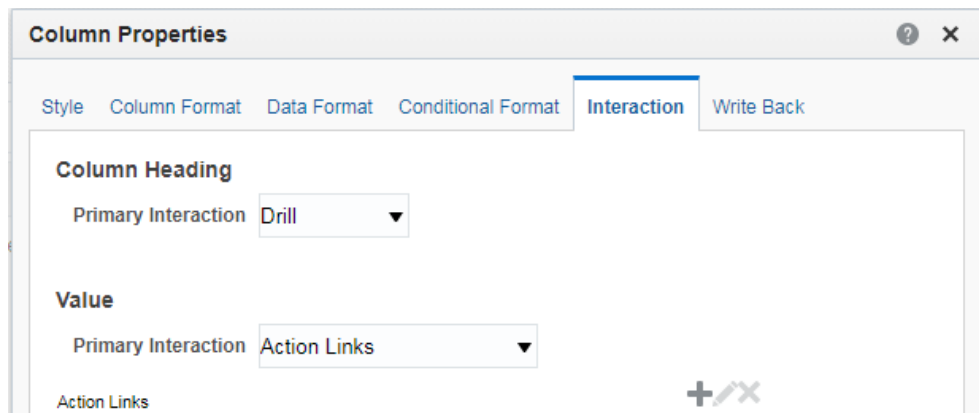 Column Properties
Style Column Format Data Format Conditional Format Interaction Write Back
Column Heading
Primary Interaction Drill
Value
Primary Interaction Action Links
Action Links